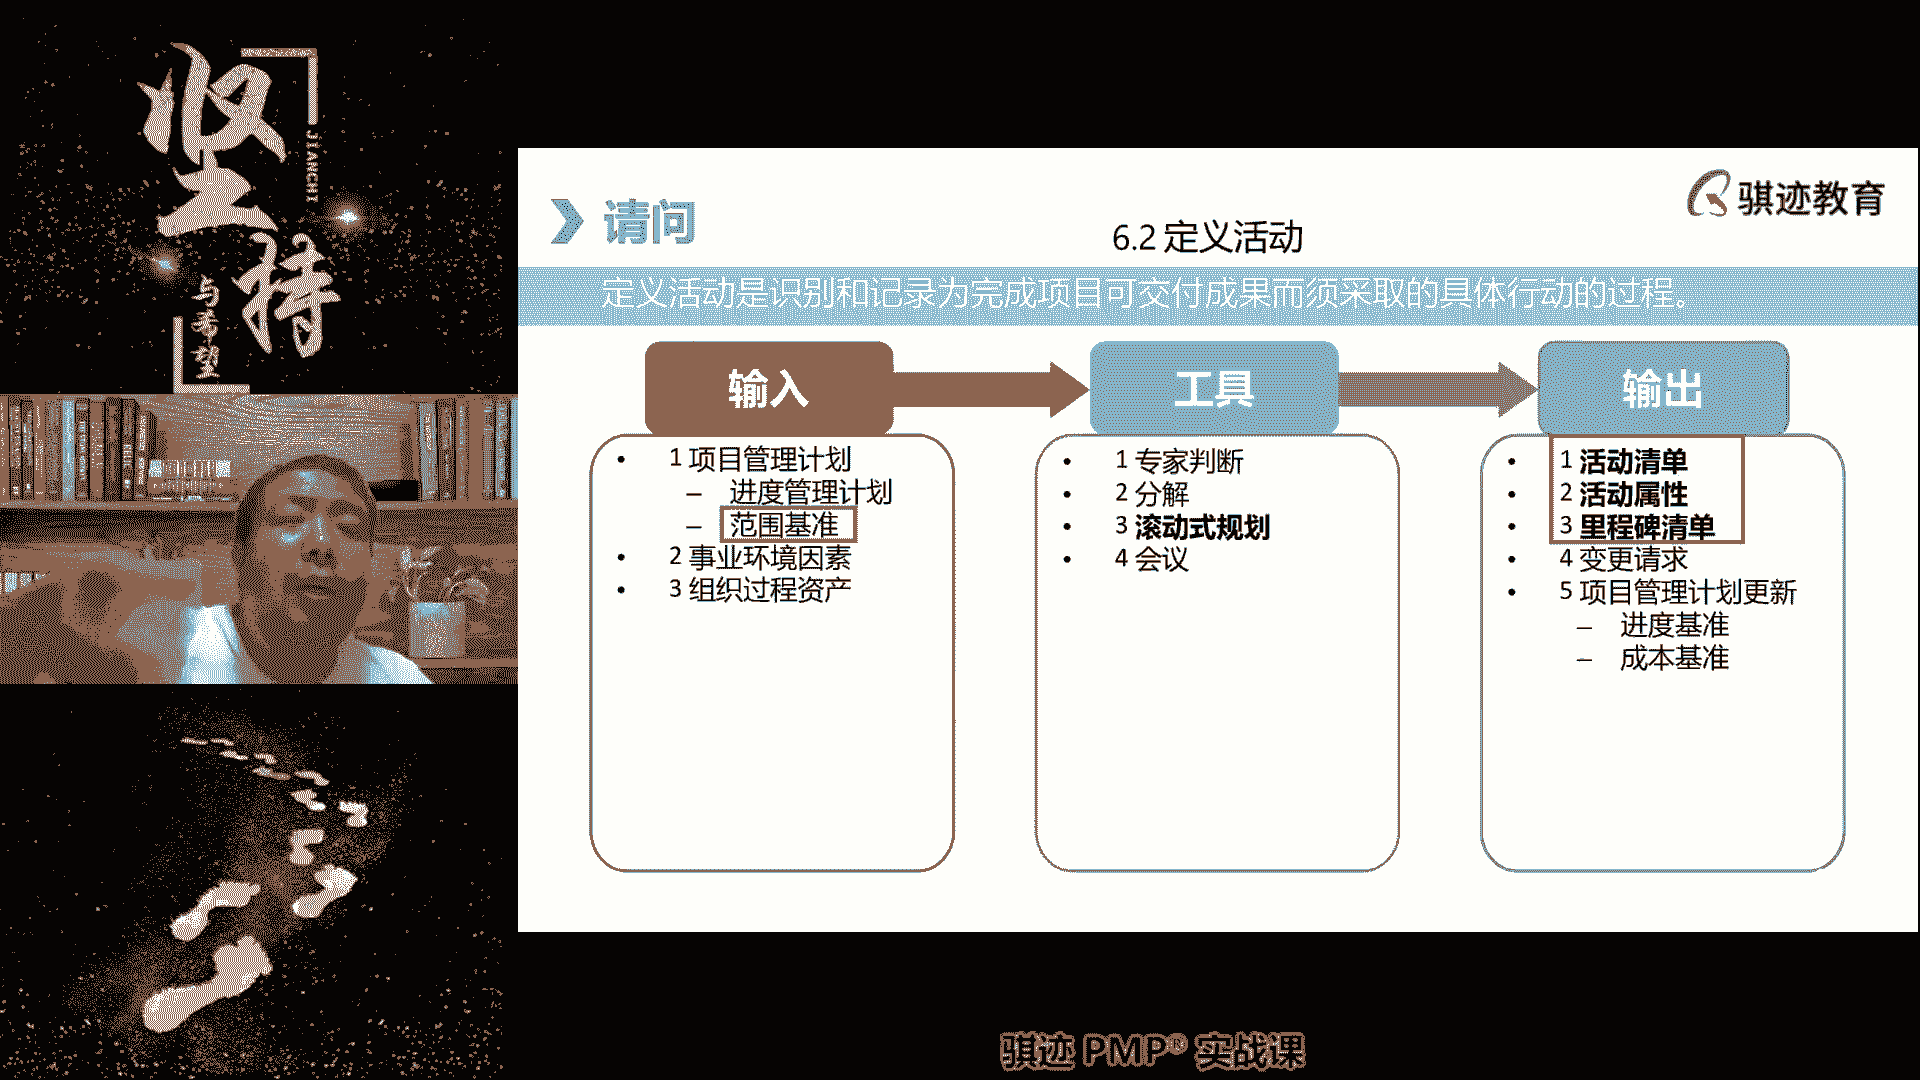 坚持
JIANCHI
与希望
请问
骐迹教育
6.2 定义活动
定义活动是识别和记录为完成项目可交付成果而须采取的具体行动的过程。
输入
• 1 项目管理计划
– 进度管理计划
– 范围基准
• 2 事业环境因素
• 3 组织过程资产
工具
• 1 专家判断
• 2 分解
• 3 滚动式规划
• 4 会议
输出
• 1 活动清单
• 2 活动属性
• 3 里程碑清单
• 4 变更请求
• 5 项目管理计划更新
– 进度基准
– 成本基准
骐迹 PMP® 实战课